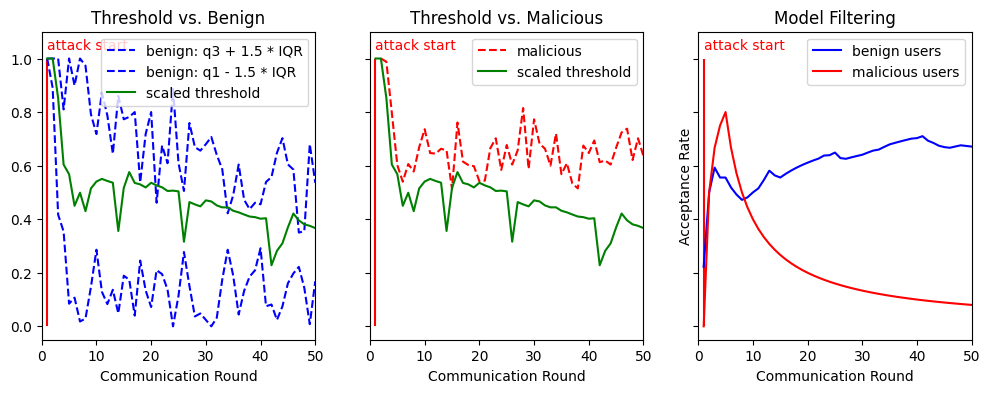 Threshold vs. Benign
attack start
benign: q3 + 1.5 * IQR
benign: q1 - 1.5 * IQR
scaled threshold
1.0
0.8
0.6
0.4
0.2
0.0
0 10 20 30 40 50
Communication Round
Threshold vs. Malicious
attack start
malicious
scaled threshold
0 10 20 30 40 50
Communication Round
Model Filtering
attack start
benign users
malicious users
Acceptance Rate
0 10 20 30 40 50
Communication Round